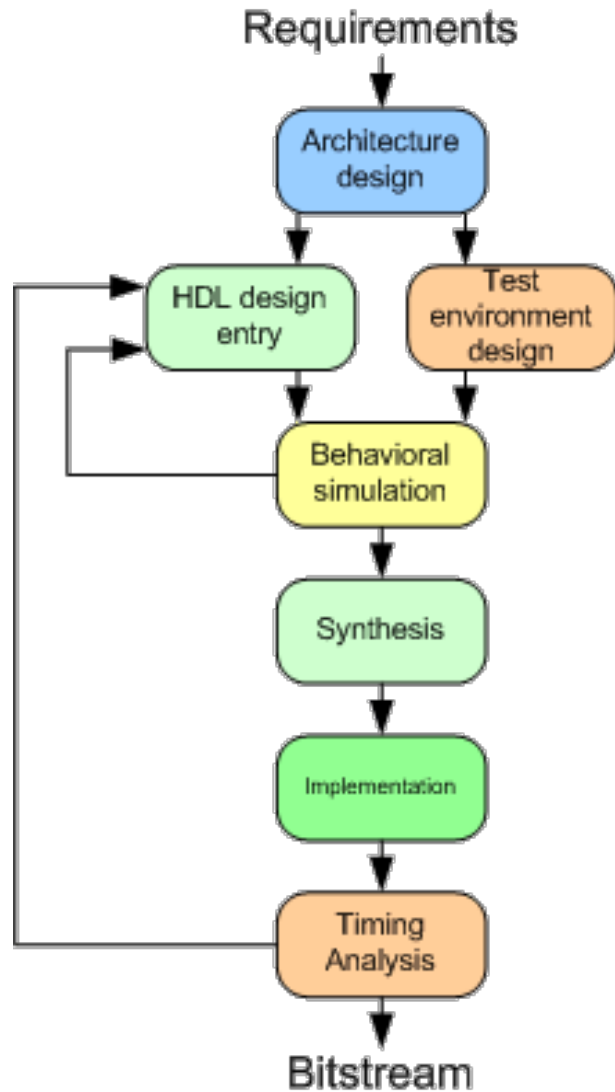 Requirements
Architecture
design
HDL design
entry
Test
environment
design
Behavioral
simulation
Synthesis
Implementation
Timing
Analysis
Bitstream